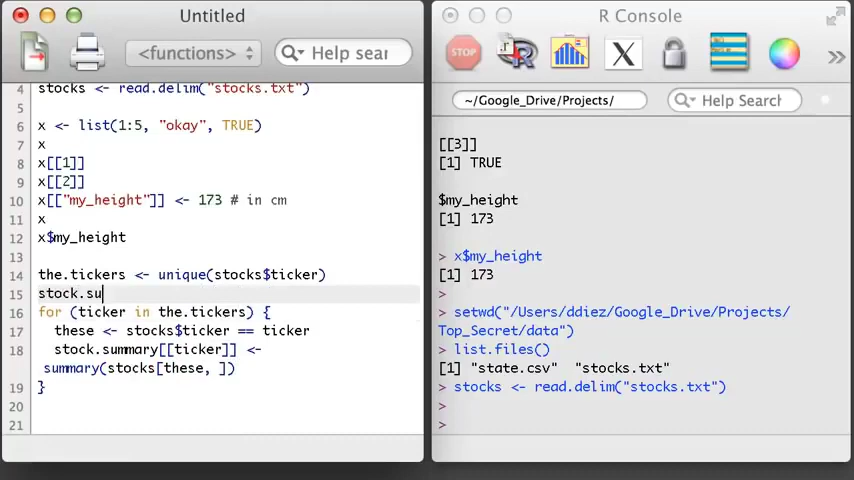 Untitled
<functions>
Help sear
4 stocks <- read.delim("stocks.txt")
5
6 x <- list(1:5, "okay", TRUE)
7 x
8 x[[1]]
9 x[[2]]
10 x[["my_height"]] <- 173 # in cm
11 x
12 x$my_height
13
14 the.tickers <- unique(stocks$ticker)
15 stock.su
16 for (ticker in the.tickers) {
17 these <- stocks$ticker == ticker
18 stock.summary[[ticker]] <-
summary(stocks[these, ])
19 }
20
21
R Console
STOP
R
X
»
~/Google_Drive/Projects/
Help Search
[[3]]
[1] TRUE
$my_height
[1] 173
> x$my_height
[1] 173
>
> setwd("/Users/ddiez/Google_Drive/Projects/
Top_Secret/data")
> list.files()
[1] "state.csv" "stocks.txt"
> stocks <- read.delim("stocks.txt")
>
>